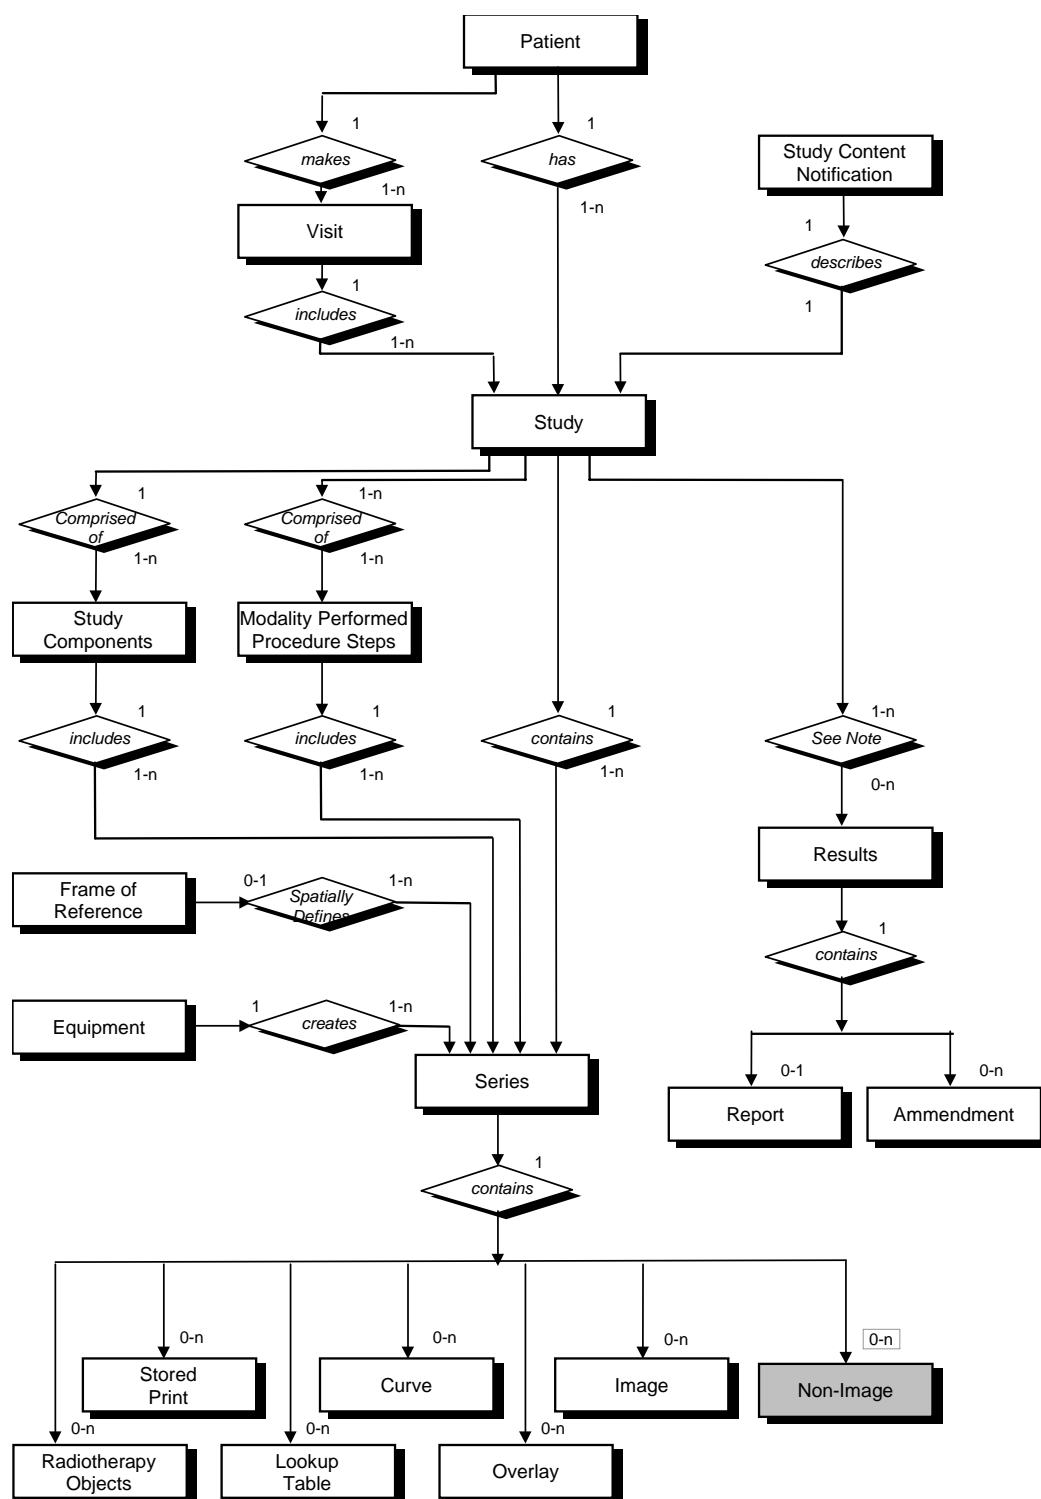 Patient
1
1
makes
has
Study Content
Notification
1-n
1-n
Visit
1
describes
1
includes
1
1-n
Study
1
1-n
Comprised
of
Comprised
of
1-n
1-n
Study
Components
Modality Performed
Procedure Steps
1
1
1
1-n
includes
includes
contains
See Note
1-n
1-n
1-n
0-n
Results
Frame of
Reference
0-1
Spatially
Defines
1-n
1
contains
Equipment
1
creates
1-n
Series
0-1
0-n
Report
Ammendment
1
contains
0-n
0-n
0-n
0-n
Stored
Print
Curve
Image
Non-Image
0-n
0-n
0-n
Radiotherapy
Objects
Lookup
Table
Overlay